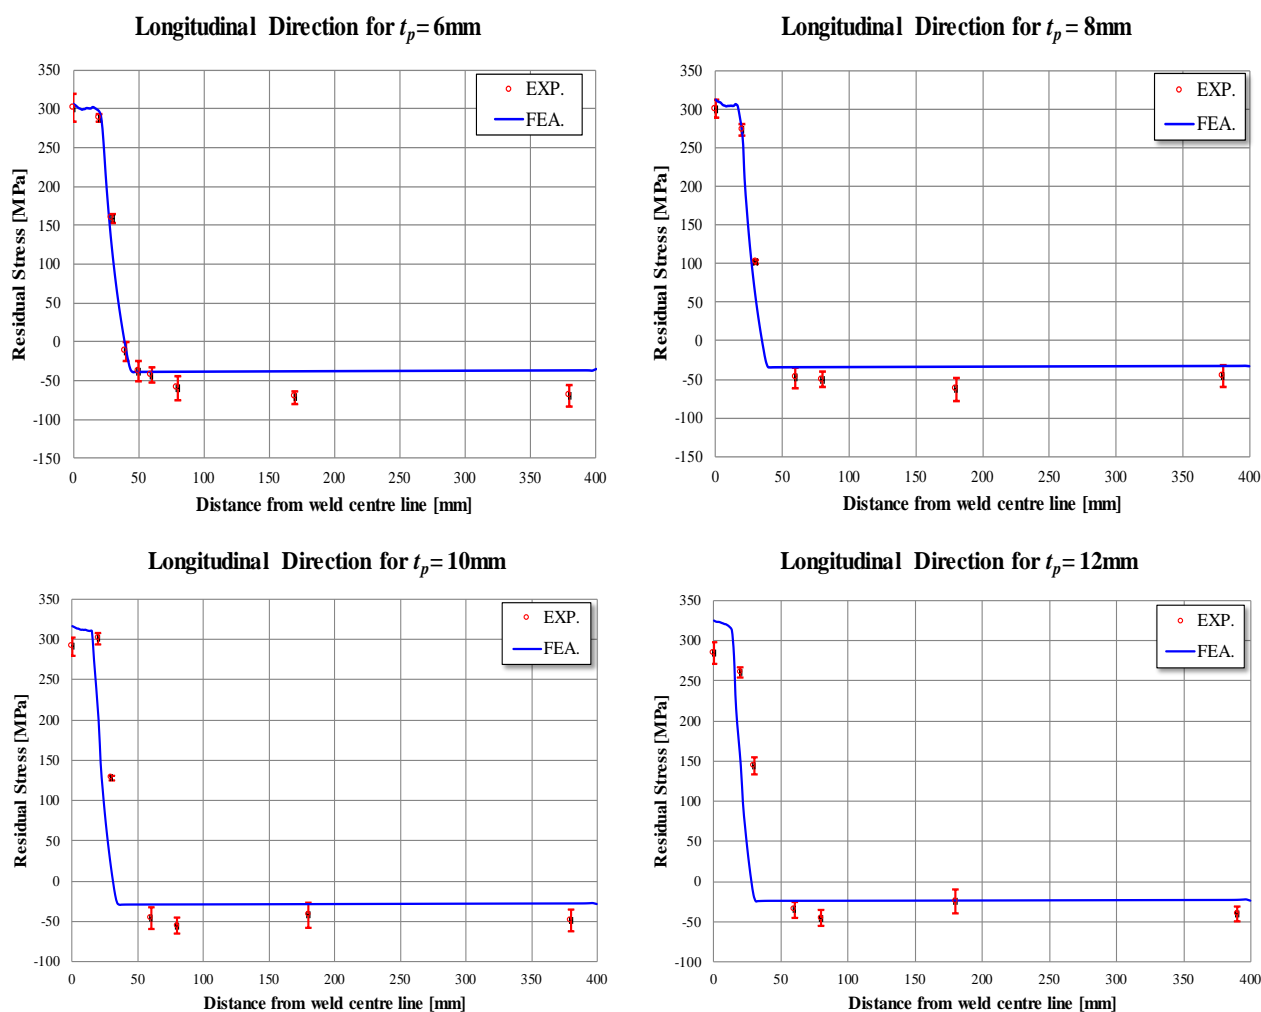 Longitudinal Direction for tp= 6mm
Residual Stress [MPa]
350
300
250
200
150
100
50
0
-50
-100
-150
0 50 100 150 200 250 300 350 400
Distance from weld centre line [mm]
EXP.
FEA.
Longitudinal Direction for tp = 8mm
Residual Stress [MPa]
350
300
250
200
150
100
50
0
-50
-100
-150
0 50 100 150 200 250 300 350 400
Distance from weld centre line [mm]
EXP.
FEA.
Longitudinal Direction for tp= 10mm
Residual Stress [MPa]
350
300
250
200
150
100
50
0
-50
-100
0 50 100 150 200 250 300 350 400
Distance from weld centre line [mm]
EXP.
FEA.
Longitudinal Direction for tp = 12mm
Residual Stress [MPa]
350
300
250
200
150
100
50
0
-50
-100
0 50 100 150 200 250 300 350 400
Distance from weld centre line [mm]
EXP.
FEA.